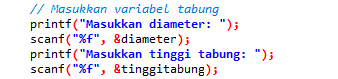 // Masukkan variabel tabung
printf("Masukkan diameter: ");
scanf("%f", &diameter);
printf("Masukkan tinggi tabung: ");
scanf("%f", &tinggitabung);